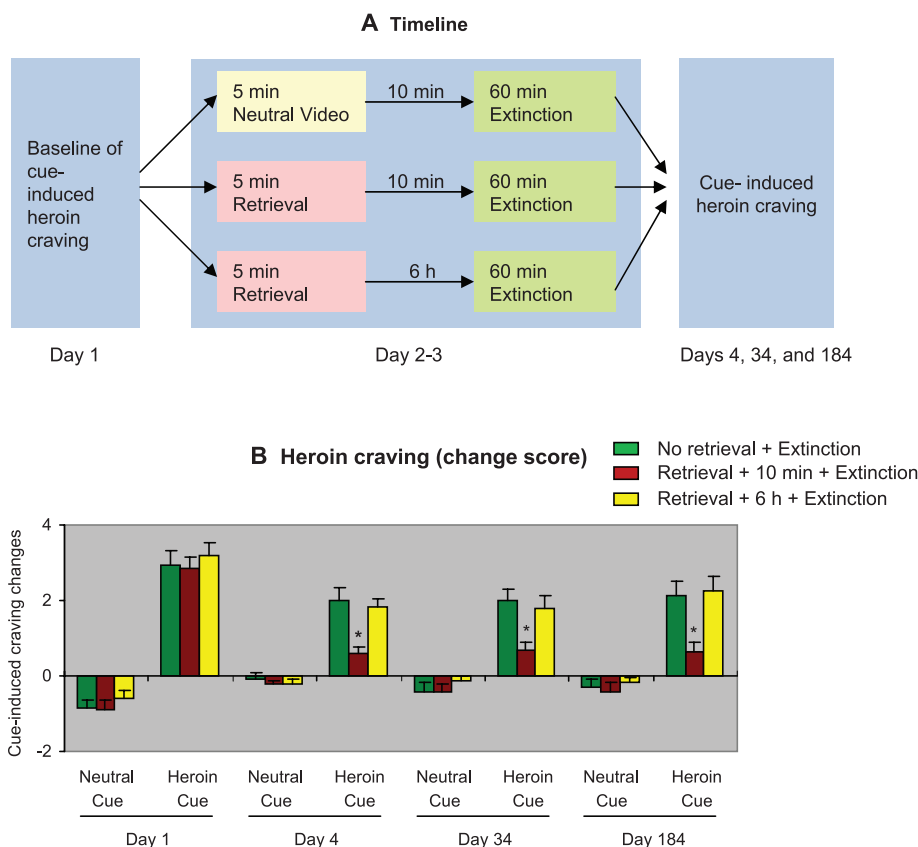 A Timeline
Baseline of
cue-
induced
heroin
craving
5 min
Neutral Video
10 min
60 min
Extinction
5 min
Retrieval
10 min
60 min
Extinction
5 min
Retrieval
6 h
60 min
Extinction
Cue- induced
heroin craving
Day 1
Day 2-3
Days 4, 34, and 184
B Heroin craving (change score)
No retrieval + Extinction
Retrieval + 10 min + Extinction
Retrieval + 6 h + Extinction
Cue-induced craving changes
4
2
0
-2
*
*
*
Neutral
Cue
Heroin
Cue
Neutral
Cue
Heroin
Cue
Neutral
Cue
Heroin
Cue
Neutral
Cue
Heroin
Cue
Day 1
Day 4
Day 34
Day 184